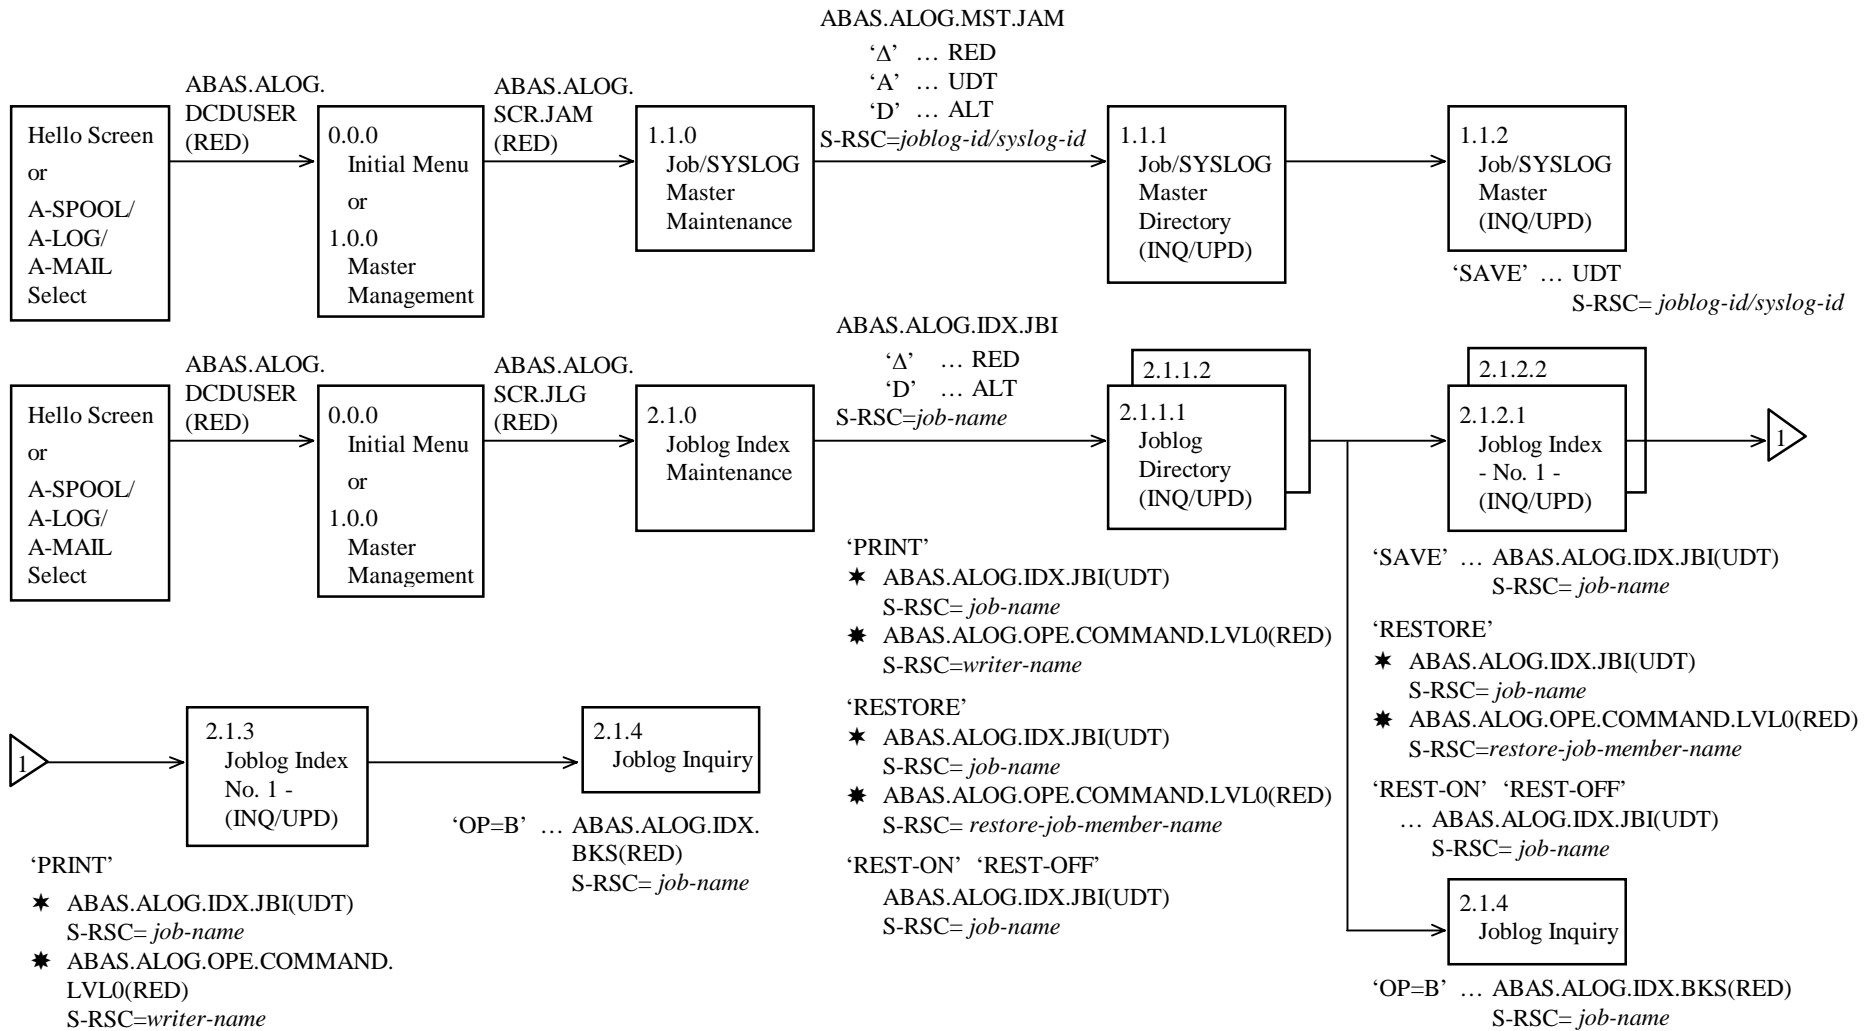 ABAS.ALOG.MST.JAM
‘Δ’ … RED
‘A’ … UDT
‘D’ … ALT
S-RSC=joblog-id/syslog-id
ABAS.ALOG.
DCDUSER
(RED)
ABAS.ALOG.
SCR.JAM
(RED)
Hello Screen
or
A-SPOOL/
A-LOG/
A-MAIL
Select
0.0.0
Initial Menu
or
1.0.0
Master
Management
1.1.0
Job/SYSLOG
Master
Maintenance
1.1.1
Job/SYSLOG
Master
Directory
(INQ/UPD)
1.1.2
Job/SYSLOG
Master
(INQ/UPD)
‘SAVE’ … UDT
S-RSC= joblog-id/syslog-id
ABAS.ALOG.IDX.JBI
‘Δ’ … RED
‘D’ … ALT
S-RSC=job-name
ABAS.ALOG.
DCDUSER
(RED)
ABAS.ALOG.
SCR.JLG
(RED)
Hello Screen
or
A-SPOOL/
A-LOG/
A-MAIL
Select
0.0.0
Initial Menu
or
1.0.0
Master
Management
2.1.0
Joblog Index
Maintenance
2.1.1.2
2.1.1.1
Joblog
Directory
(INQ/UPD)
2.1.2.2
2.1.2.1
Joblog Index
- No. 1 -
(INQ/UPD)
1
‘PRINT’
✶ ABAS.ALOG.IDX.JBI(UDT)
S-RSC= job-name
✸ ABAS.ALOG.OPE.COMMAND.LVL0(RED)
S-RSC=writer-name
‘RESTORE’
✶ ABAS.ALOG.IDX.JBI(UDT)
S-RSC= job-name
✸ ABAS.ALOG.OPE.COMMAND.LVL0(RED)
S-RSC= restore-job-member-name
‘REST-ON’ ‘REST-OFF’
ABAS.ALOG.IDX.JBI(UDT)
S-RSC= job-name
‘SAVE’ … ABAS.ALOG.IDX.JBI(UDT)
S-RSC= job-name
‘RESTORE’
✶ ABAS.ALOG.IDX.JBI(UDT)
S-RSC= job-name
✸ ABAS.ALOG.OPE.COMMAND.LVL0(RED)
S-RSC=restore-job-member-name
‘REST-ON’ ‘REST-OFF’
… ABAS.ALOG.IDX.JBI(UDT)
S-RSC= job-name
2.1.4
Joblog Inquiry
‘OP=B’ … ABAS.ALOG.IDX.BKS(RED)
S-RSC= job-name
1
2.1.3
Joblog Index
No. 1 -
(INQ/UPD)
2.1.4
Joblog Inquiry
‘OP=B’ … ABAS.ALOG.IDX.
BKS(RED)
S-RSC= job-name
‘PRINT’
✶ ABAS.ALOG.IDX.JBI(UDT)
S-RSC= job-name
✸ ABAS.ALOG.OPE.COMMAND.
LVL0(RED)
S-RSC=writer-name